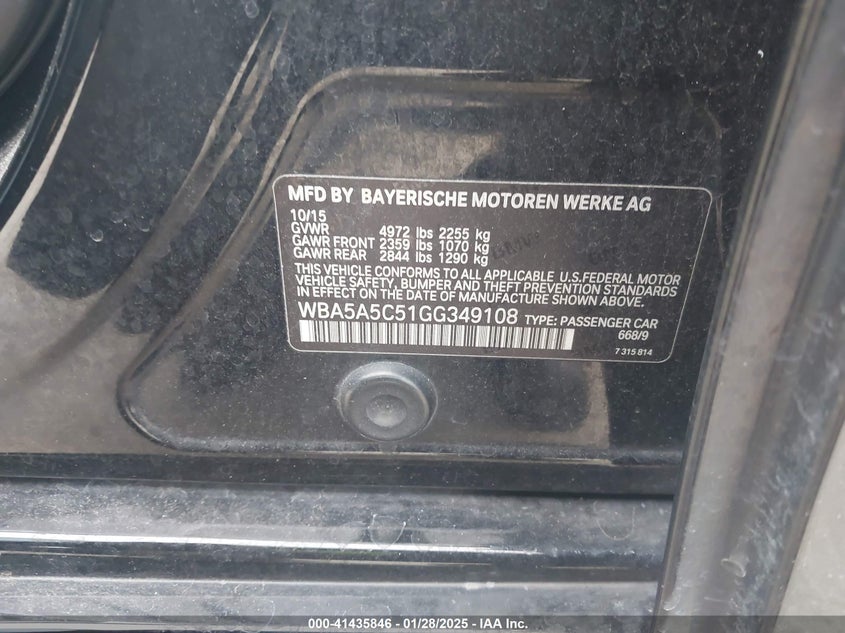 MFD BY BAYERISCHE MOTOREN WERKE AG
10/15
GVWR 4972 lbs 2255 kg
GAWR FRONT 2359 lbs 1070 kg
GAWR REAR 2844 lbs 1290 kg
THIS VEHICLE CONFORMS TO ALL APPLICABLE U.S.FEDERAL MOTOR
VEHICLE SAFETY, BUMPER, AND THEFT PREVENTION STANDARDS
IN EFFECT ON THE DATE OF MANUFACTURE SHOWN ABOVE.
WBA5A5C51GG349108 TYPE: PASSENGER CAR
668/9
7 315 814
000-41435846 - 01/28/2025 - IAA Inc.